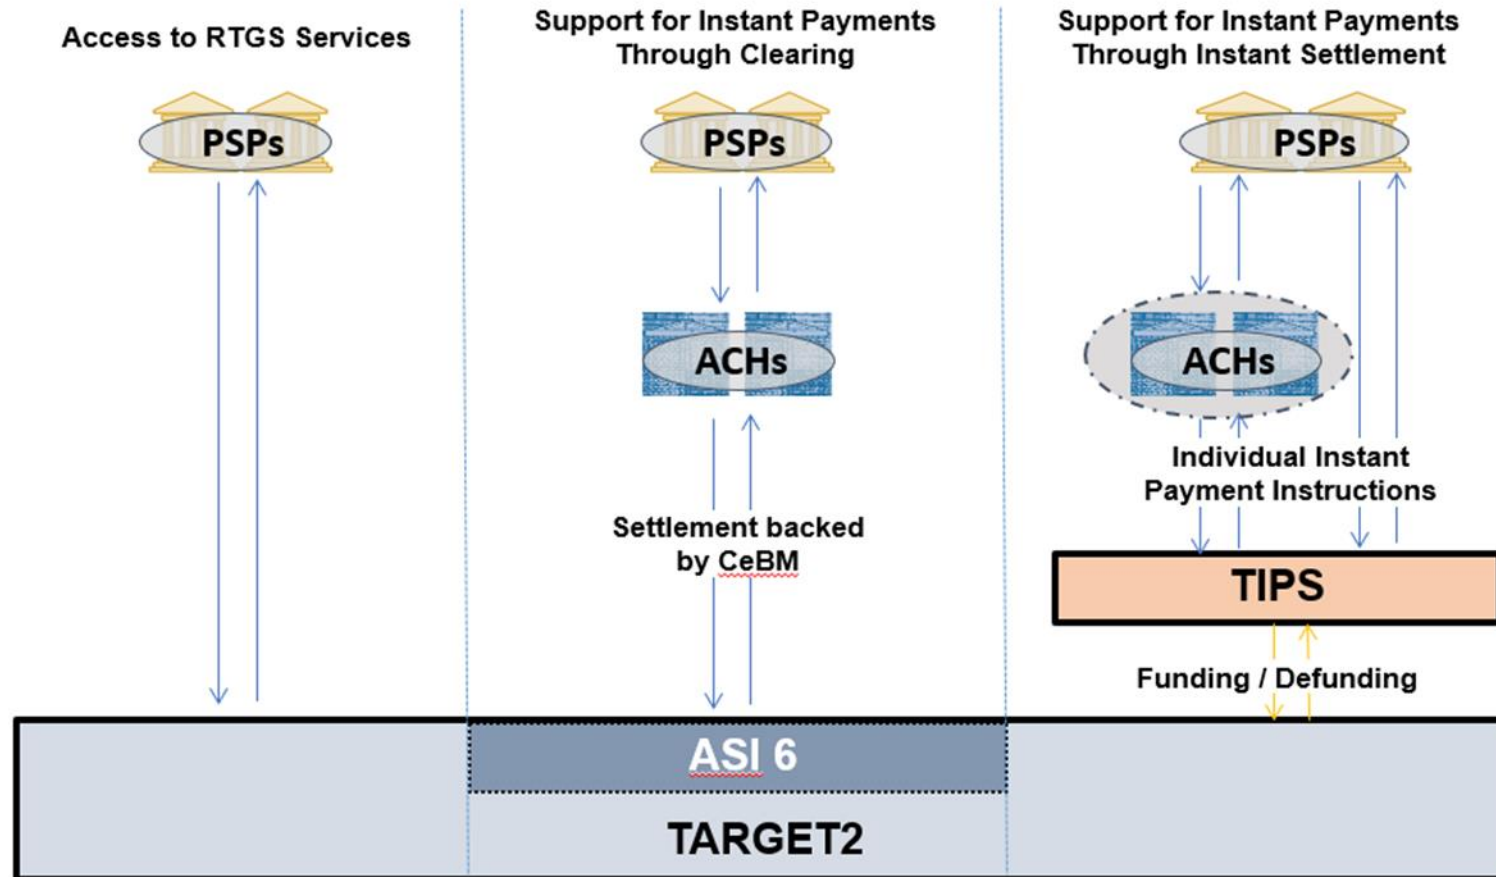 Access to RTGS Services
PSPs
Support for Instant Payments
Through Clearing
PSPs
ACHs
Settlement backed
by CeBM
Support for Instant Payments
Through Instant Settlement
PSPs
ACHs
Individual Instant
Payment Instructions
TIPS
Funding / Defunding
ASI 6
TARGET2